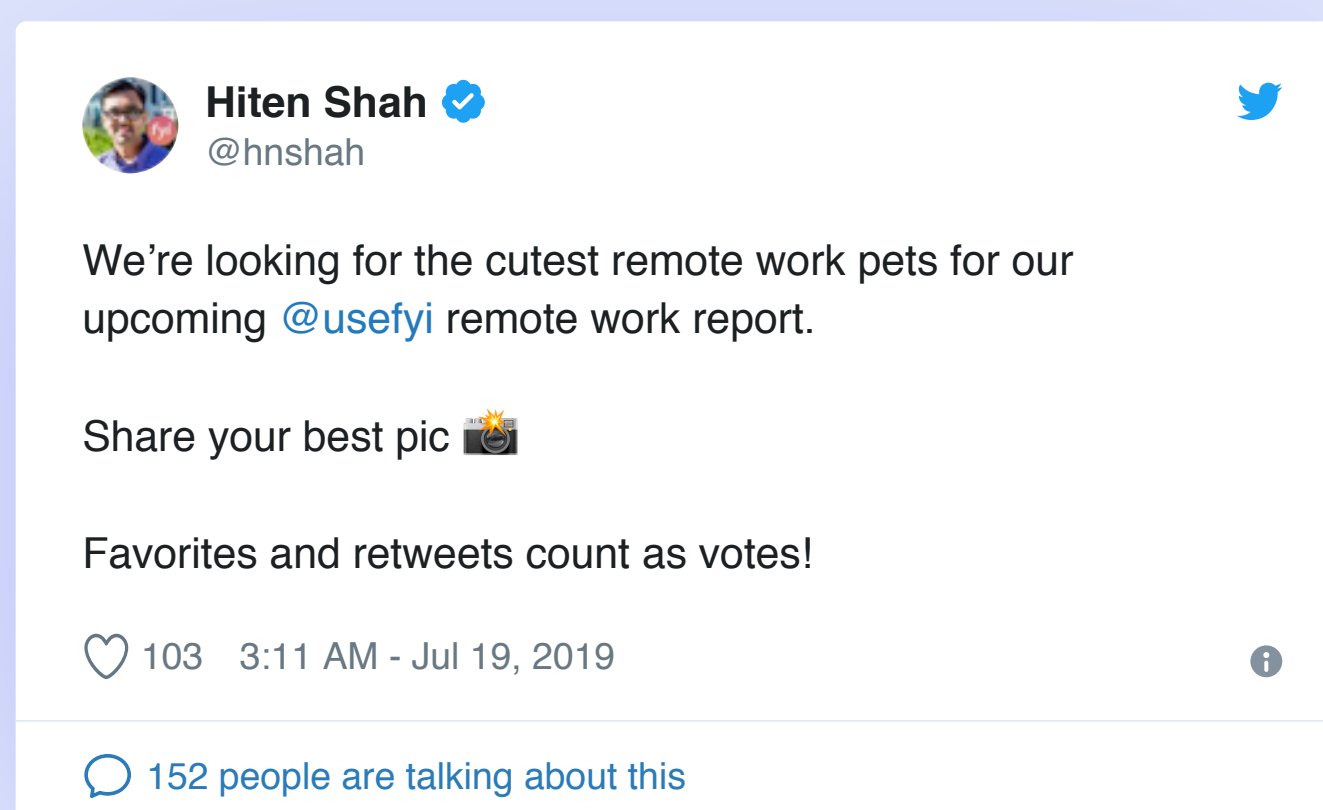 Hiten Shah
@hnshah
We’re looking for the cutest remote work pets for our
upcoming @usefyi remote work report.
Share your best pic 📸
Favorites and retweets count as votes!
103 3:11 AM - Jul 19, 2019
152 people are talking about this